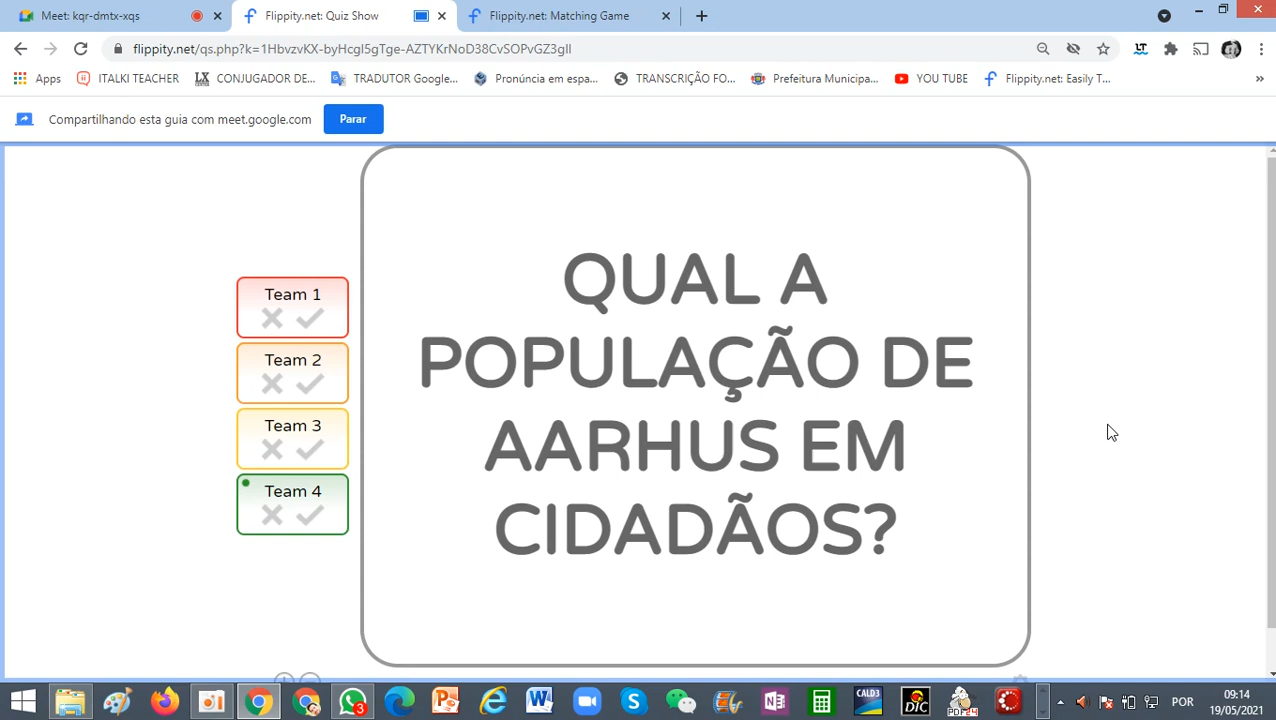 Meet: kqr-dmtx-xqs
Flippity.net: Quiz Show
Flippity.net: Matching Game
flippity.net/qs.php?k=1HbvzvKX-byHcgI5gTge-AZTYKrNoD38CvSOPvGZ3gII
Apps
ITALKI TEACHER
CONJUGADOR DE...
TRADUTOR Google...
Pronúncia em espa...
TRANSCRIÇÃO FO...
Prefeitura Municipa...
YOU TUBE
Flippity.net: Easily T...
Compartilhando esta guia com meet.google.com
Parar
Team 1
Team 2
Team 3
Team 4
QUAL A
POPULAÇÃO DE
AARHUS EM
CIDADÃOS?
POR
09:14
19/05/2021